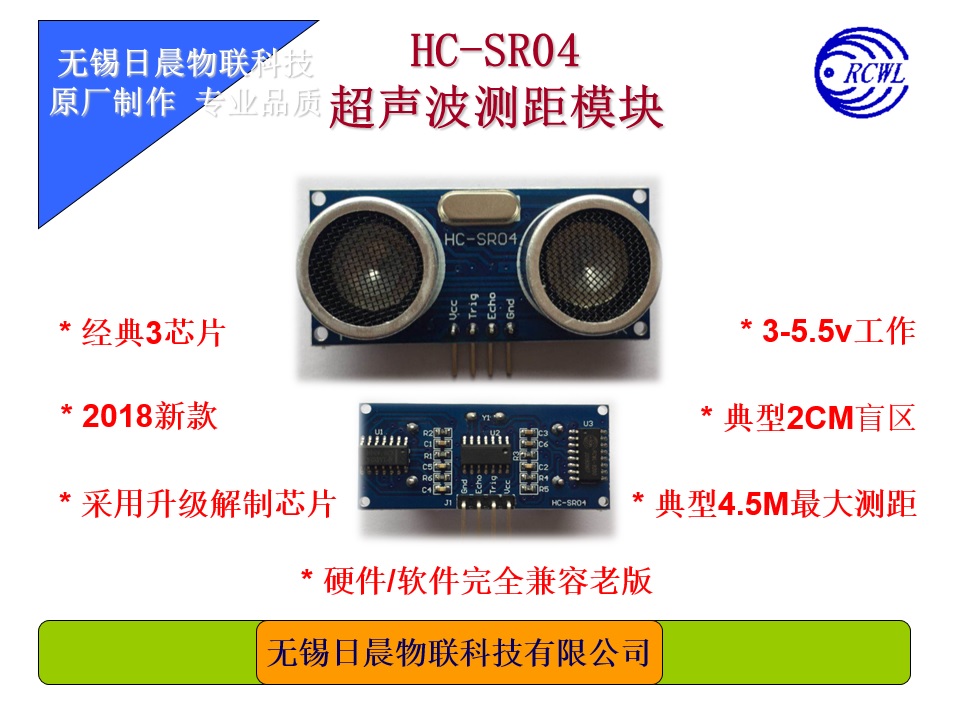 无锡日晨物联科技
原厂制作 专业品质
HC-SR04
超声波测距模块
RCWL
HC-SR04
Vcc
Trig
Echo
Gnd
* 经典3芯片
* 3-5.5v工作
* 2018新款
* 典型2CM盲区
* 采用升级解制芯片
* 典型4.5M最大测距
U1
R2
C1
R1
C5
R6
C4
Y1
U2
R3
C3
C6
C2
R4
R5
U3
Gnd
Echo
Trig
Vcc
J1
HC-SR04
* 硬件/软件完全兼容老版
无锡日晨物联科技有限公司